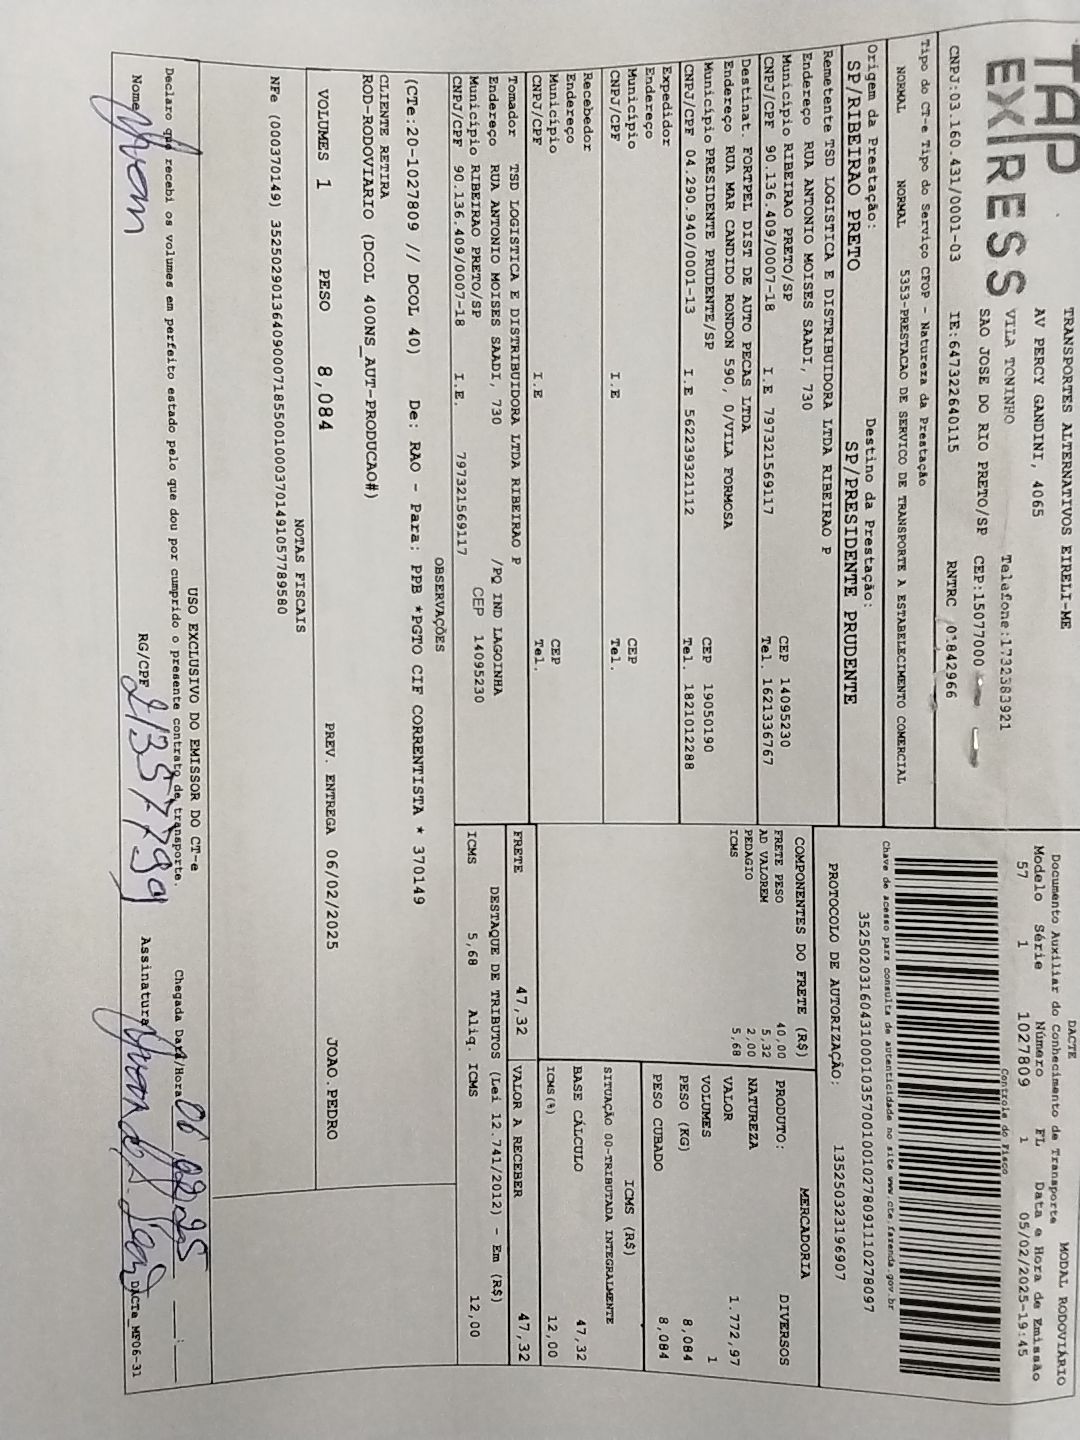 TAP EXPRESS
TRANSPORTES ALTERNATIVOS EIRELI-ME
AV PERCY GANDINI, 4065
VILA TONINHO Telefone:1732383921
SAO JOSE DO RIO PRETO/SP CEP:15077000
CNPJ:03.160.431/0001-03 IE:647322640115 RNTRC 01842966
DACTE MODAL RODOVIÁRIO
Documento Auxiliar do Conhecimento de Transporte
Modelo Série Número FL Data e Hora de Emissão
57 1 1027809 1 05/02/2025-19:45
Controle do Fisco
Chave de acesso para consulta de autenticidade no site www.cte.fazenda.gov.br
35250203160431000103570010010278091110278097
PROTOCOLO DE AUTORIZAÇÃO: 135250323196907
Tipo do CT-e Tipo do Serviço CFOP - Natureza da Prestação
NORMAL NORMAL 5353-PRESTACAO DE SERVICO DE TRANSPORTE A ESTABELECIMENTO COMERCIAL
Origem da Prestação: Destino da Prestação:
SP/RIBEIRAO PRETO SP/PRESIDENTE PRUDENTE
Remetente TSD LOGISTICA E DISTRIBUIDORA LTDA RIBEIRAO P
Endereço RUA ANTONIO MOISES SAADI, 730
Município RIBEIRAO PRETO/SP CEP 14095230
CNPJ/CPF 90.136.409/0007-18 I.E 797321569117 Tel. 1621336767
Destinat. FORTPEL DIST DE AUTO PECAS LTDA
Endereço RUA MAR CANDIDO RONDON 590, 0/VILA FORMOSA
Município PRESIDENTE PRUDENTE/SP CEP 19050190
CNPJ/CPF 04.290.940/0001-13 I.E 562239321112 Tel. 1821012288
Expedidor
Endereço
Município CEP
CNPJ/CPF I.E Tel.
Recebedor
Endereço
Município CEP
CNPJ/CPF I.E Tel.
Tomador TSD LOGISTICA E DISTRIBUIDORA LTDA RIBEIRAO P
Endereço RUA ANTONIO MOISES SAADI, 730 /PQ IND LAGOINHA
Município RIBEIRAO PRETO/SP CEP 14095230
CNPJ/CPF 90.136.409/0007-18 I.E. 797321569117
COMPONENTES DO FRETE (R$)
FRETE PESO 40,00
AD VALOREM 5,32
PEDAGIO 2,00
ICMS 5,68
MERCADORIA
PRODUTO: DIVERSOS
NATUREZA
VALOR 1.772,97
VOLUMES 1
PESO (KG) 8,084
PESO CUBADO 8,084
ICMS (R$)
SITUAÇÃO 00-TRIBUTADA INTEGRALMENTE
BASE CÁLCULO 47,32
ICMS(%) 12,00
FRETE 47,32 VALOR A RECEBER 47,32
DESTAQUE DE TRIBUTOS (Lei 12.741/2012) - Em (R$)
ICMS 5,68 Aliq. ICMS 12,00
OBSERVAÇÕES
(CTe:20-1027809 // DCOL 40) De: RAO - Para: PPB *PGTO CIF CORRENTISTA * 370149
CLIENTE RETIRA
ROD-RODOVIARIO (DCOL 400NS_AUT-PRODUCAO#)
VOLUMES 1 PESO 8,084 PREV. ENTREGA 06/02/2025 JOAO.PEDRO
NOTAS FISCAIS
NFe (000370149) 35250290136409000718550010003701491057789580
USO EXCLUSIVO DO EMISSOR DO CT-e
Declaro que recebi os volumes em perfeito estado pelo que dou por cumprido o presente contrato de transporte.
Chegada Data/Hora 06 02 25 __:__
Nome RG/CPF Assinatura
DACTe_MF06-31